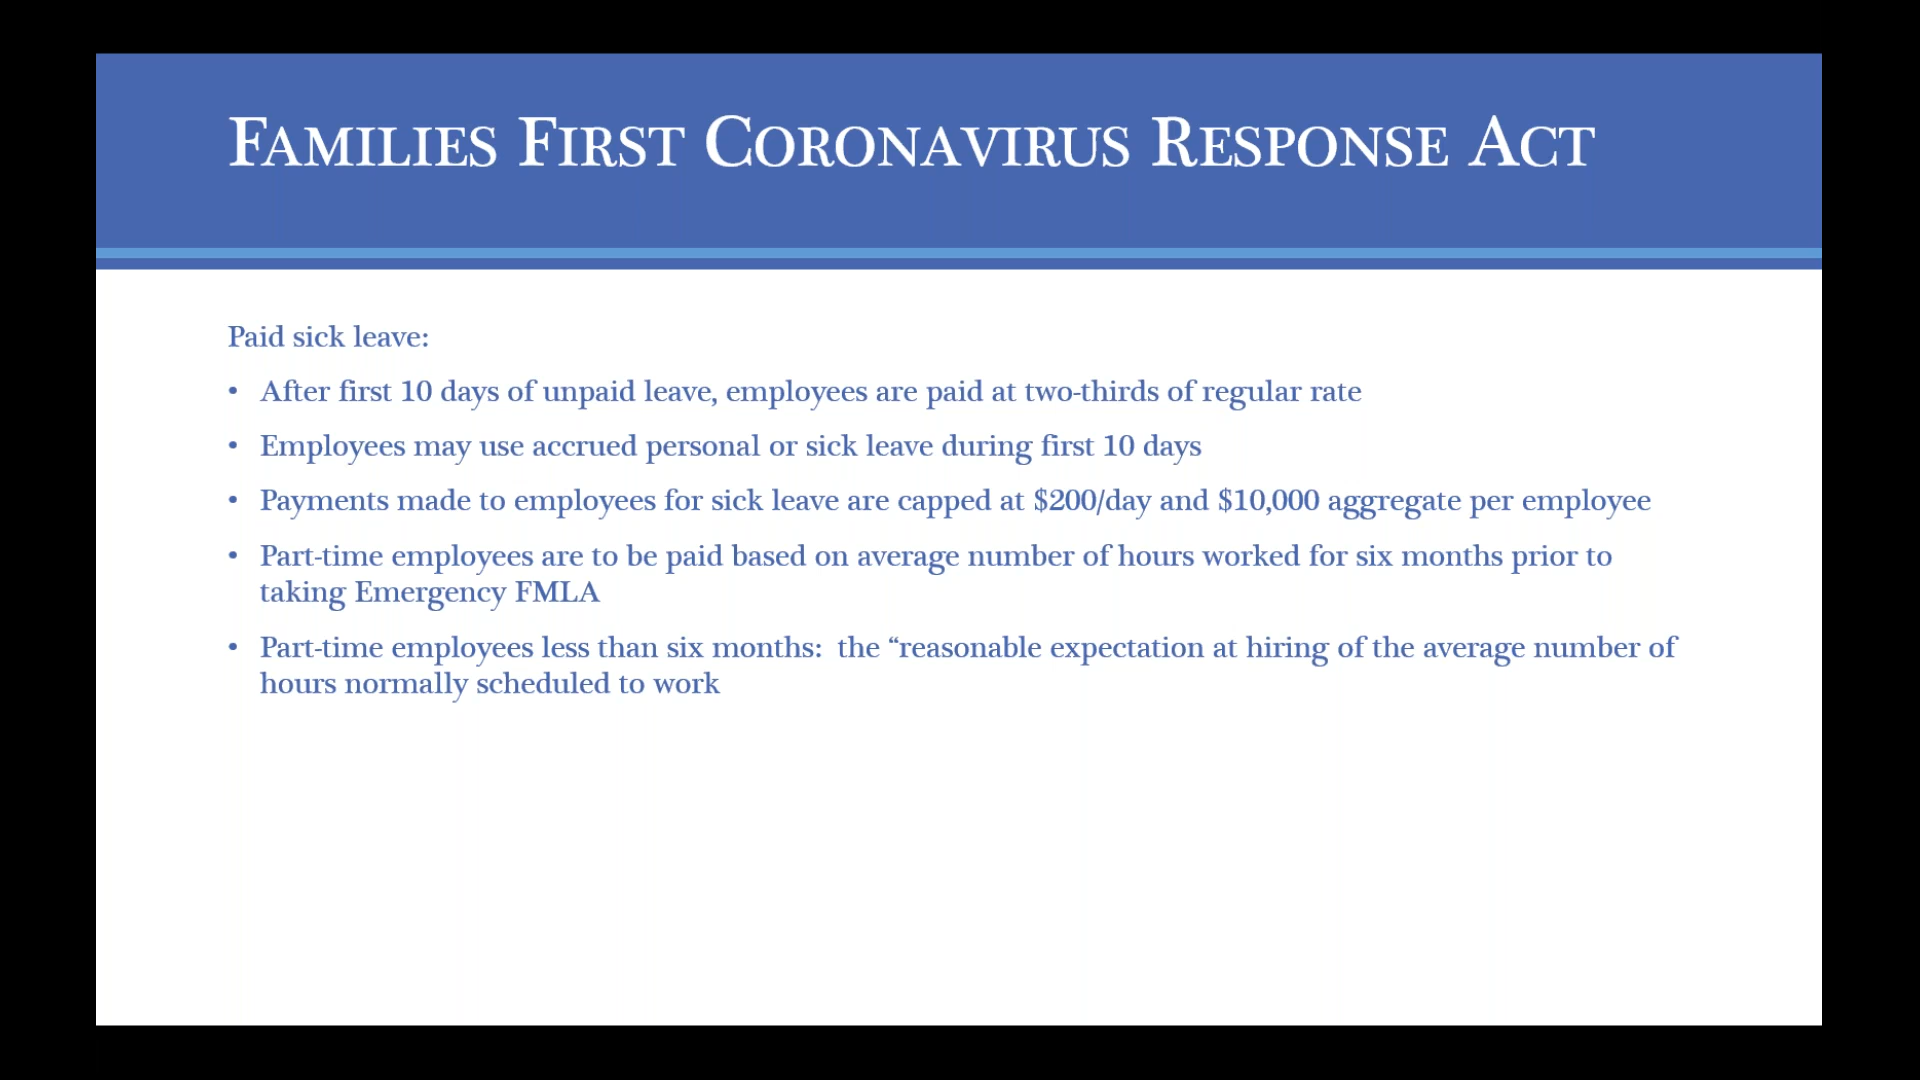 Families First Coronavirus Response Act
Paid sick leave:
• After first 10 days of unpaid leave, employees are paid at two-thirds of regular rate
• Employees may use accrued personal or sick leave during first 10 days
• Payments made to employees for sick leave are capped at $200/day and $10,000 aggregate per employee
• Part-time employees are to be paid based on average number of hours worked for six months prior to
taking Emergency FMLA
• Part-time employees less than six months:  the “reasonable expectation at hiring of the average number of
hours normally scheduled to work